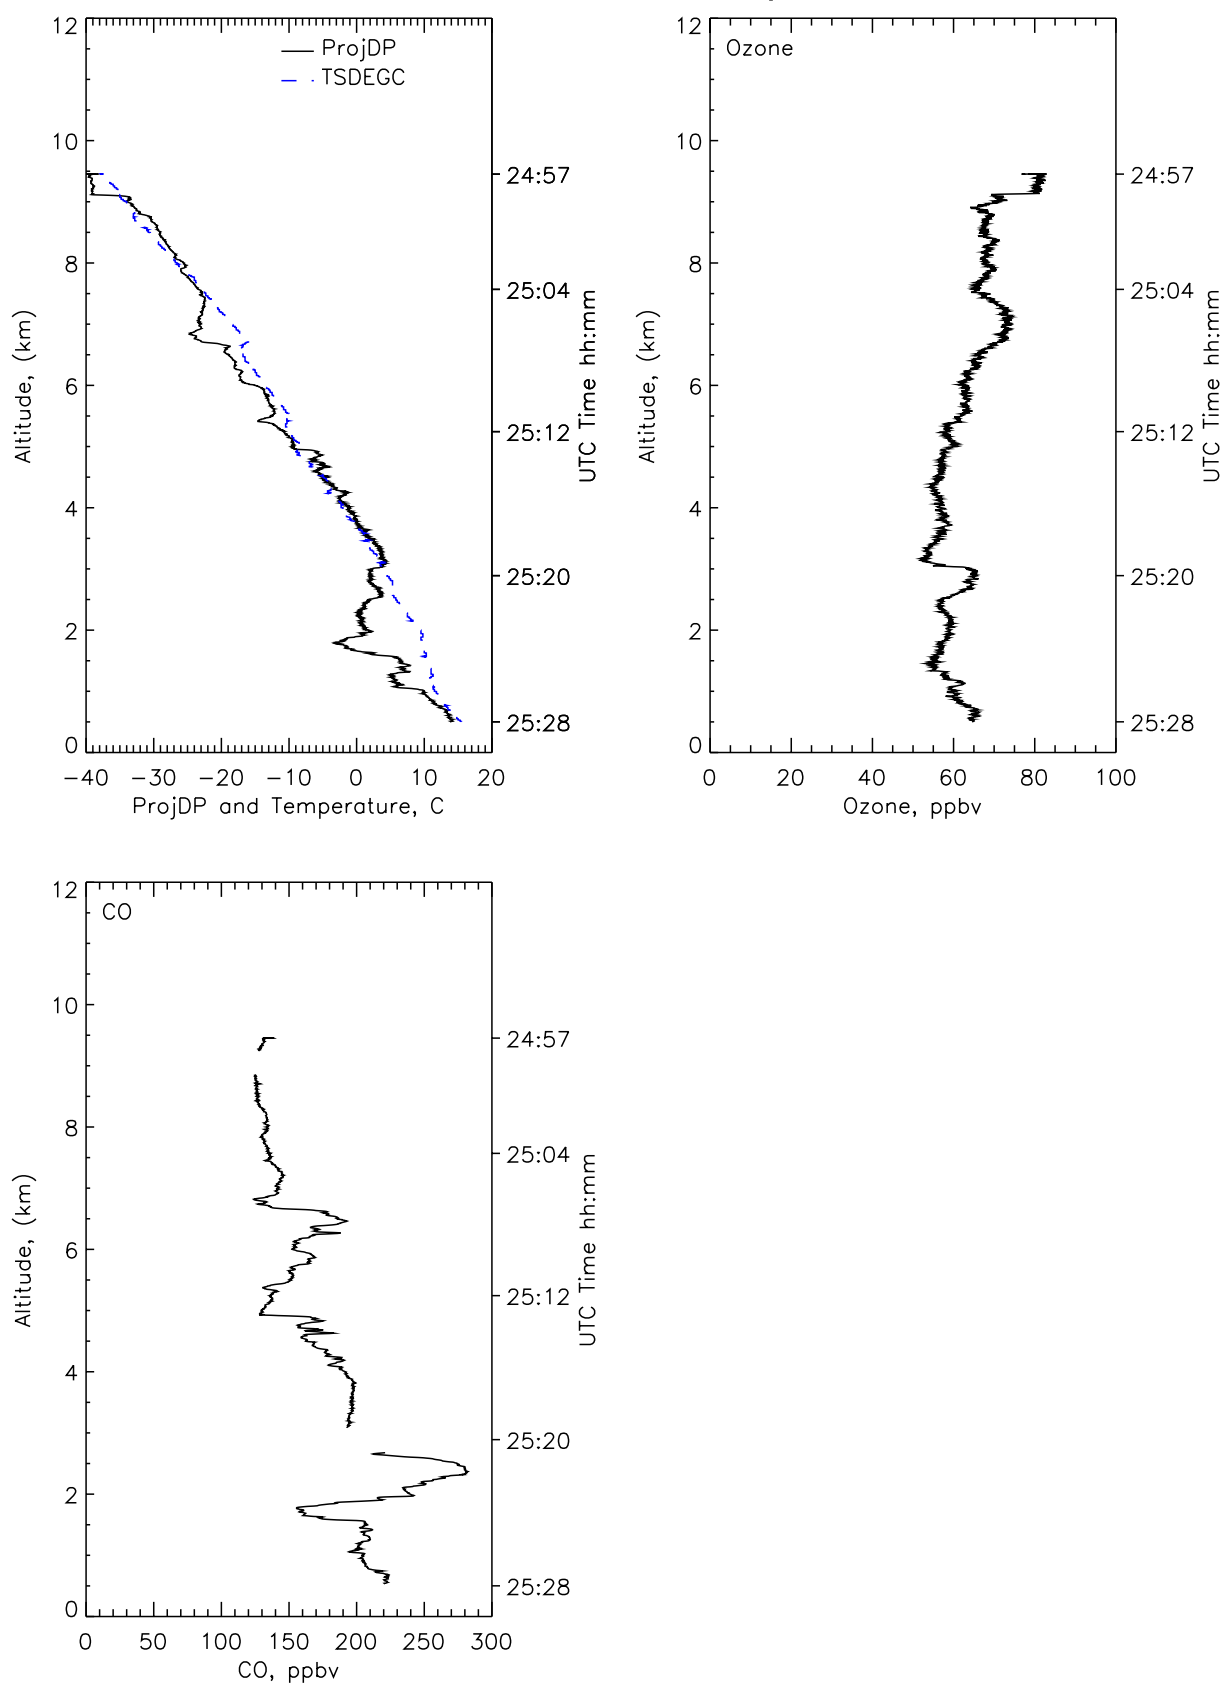 12
10
8
6
4
2
0
Altitude, (km)
ProjDP
TSDEGC
24:57
25:04
25:12
25:20
25:28
UTC Time hh:mm
-40 -30 -20 -10 0 10 20
ProjDP and Temperature, C
12
10
8
6
4
2
0
Altitude, (km)
Ozone
24:57
25:04
25:12
25:20
25:28
UTC Time hh:mm
0 20 40 60 80 100
Ozone, ppbv
12
10
8
6
4
2
0
Altitude, (km)
CO
24:57
25:04
25:12
25:20
25:28
UTC Time hh:mm
0 50 100 150 200 250 300
CO, ppbv